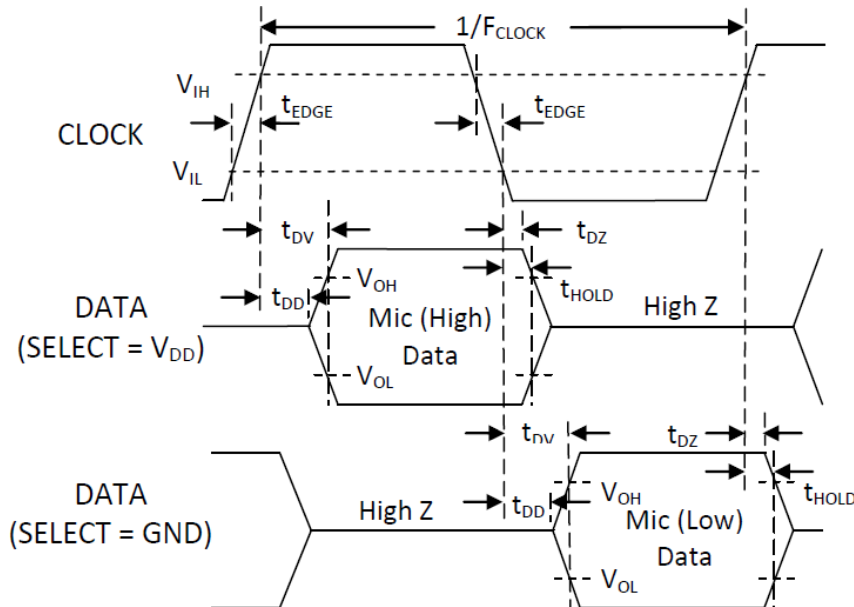 1/FCLOCK
VIH
tEDGE
tEDGE
CLOCK
VIL
tDV
tDZ
VOH
tDD
tHOLD
DATA
(SELECT = VDD)
Mic (High)
Data
High Z
VOL
tDV
tDZ
DATA
(SELECT = GND)
High Z
tDD
VOH
tHOLD
Mic (Low)
Data
VOL